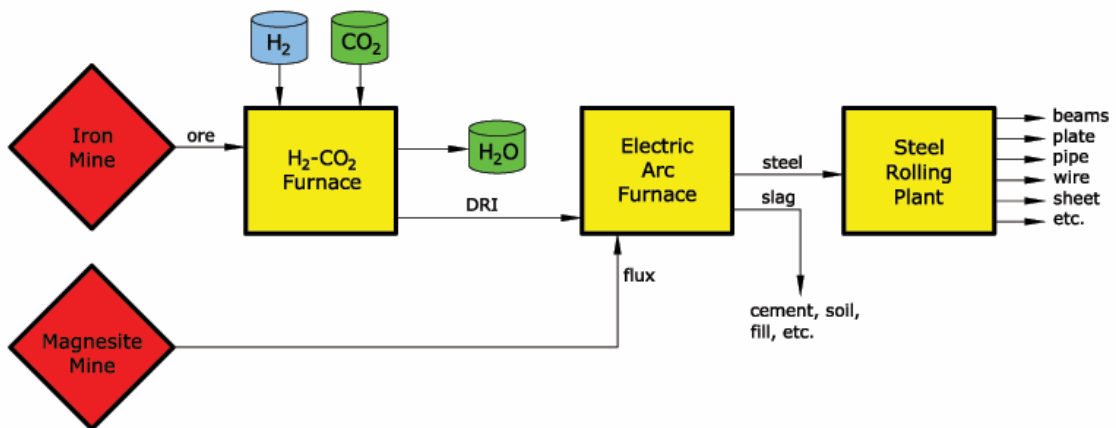 H₂
CO₂
Iron
Mine
ore
H₂-CO₂
Furnace
H₂O
DRI
Electric
Arc
Furnace
steel
slag
Steel
Rolling
Plant
beams
plate
pipe
wire
sheet
etc.
flux
cement, soil,
fill, etc.
Magnesite
Mine